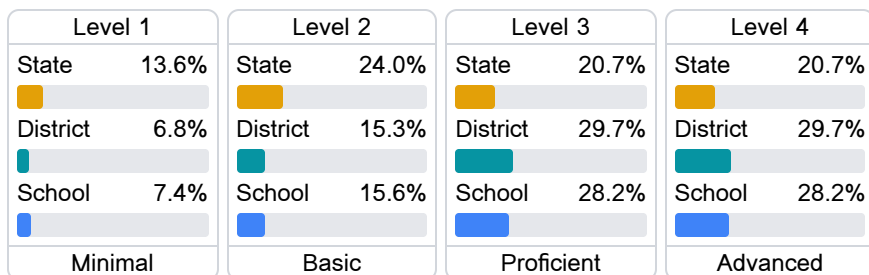 Level 1
State 13.6%
District 6.8%
School 7.4%
Minimal
Level 2
State 24.0%
District 15.3%
School 15.6%
Basic
Level 3
State 20.7%
District 29.7%
School 28.2%
Proficient
Level 4
State 20.7%
District 29.7%
School 28.2%
Advanced